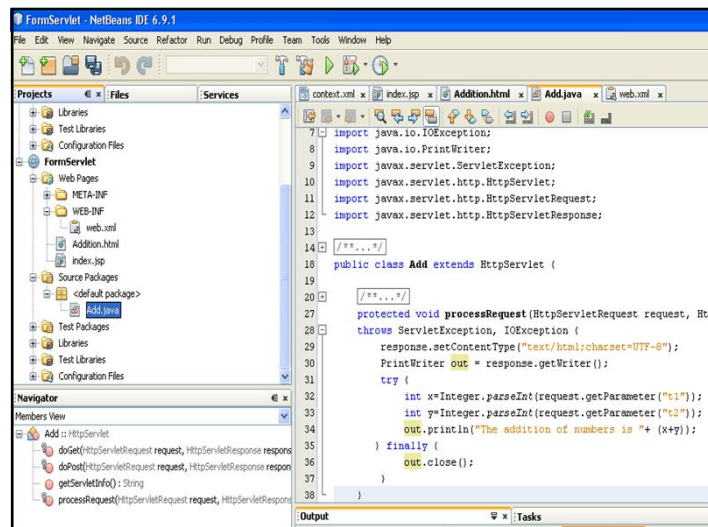 FormServlet - NetBeans IDE 6.9.1
File Edit View Navigate Source Refactor Run Debug Profile Team Tools Window Help
Projects Files Services
Libraries
Test Libraries
Configuration Files
FormServlet
Web Pages
META-INF
WEB-INF
web.xml
Addition.html
index.jsp
Source Packages
<default package>
Add.java
Test Packages
Libraries
Test Libraries
Configuration Files
Navigator
Members View
Add :: HttpServlet
doGet(HttpServletRequest request, HttpServletResponse respons
doPost(HttpServletRequest request, HttpServletResponse respon
getServletInfo() : String
processRequest(HttpServletRequest request, HttpServletRespons
context.xml x index.jsp x Addition.html x Add.java x web.xml x
7 import java.io.IOException;
8 import java.io.PrintWriter;
9 import javax.servlet.ServletException;
10 import javax.servlet.http.HttpServlet;
11 import javax.servlet.http.HttpServletRequest;
12 import javax.servlet.http.HttpServletResponse;
13
14 /**...*/
18 public class Add extends HttpServlet {
19
20 /**...*/
27 protected void processRequest(HttpServletRequest request, Ht
28 throws ServletException, IOException {
29 response.setContentType("text/html;charset=UTF-8");
30 PrintWriter out = response.getWriter();
31 try {
32 int x=Integer.parseInt(request.getParameter("t1"));
33 int y=Integer.parseInt(request.getParameter("t2"));
34 out.println("The addition of numbers is "+ (x+y));
35 } finally {
36 out.close();
37 }
38 }
Output Tasks